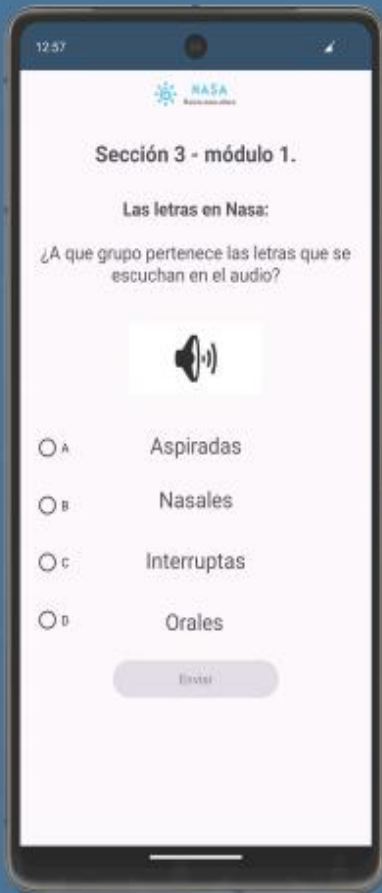 12:57
NASA
Sección 3 - módulo 1.
Las letras en Nasa:
¿A que grupo pertenece las letras que se
escuchan en el audio?
A Aspiradas
B Nasales
C Interruptas
D Orales
Enviar